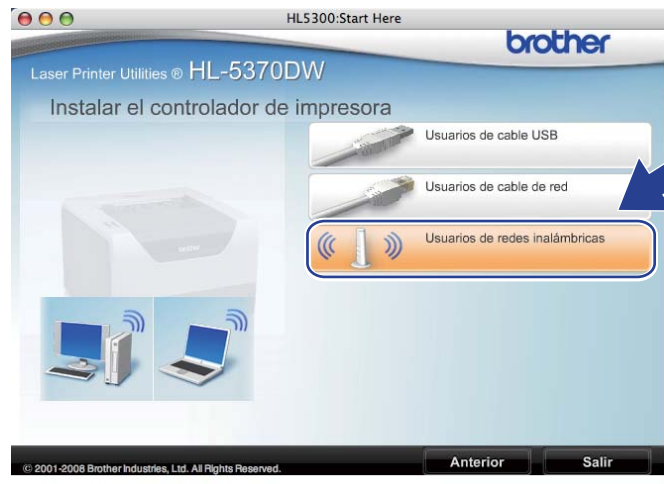 HL5300:Start Here
brother
Laser Printer Utilities ® HL-5370DW
Instalar el controlador de impresora
Usuarios de cable USB
Usuarios de cable de red
Usuarios de redes inalámbricas
brother
© 2001-2008 Brother Industries, Ltd. All Rights Reserved.
Anterior
Salir